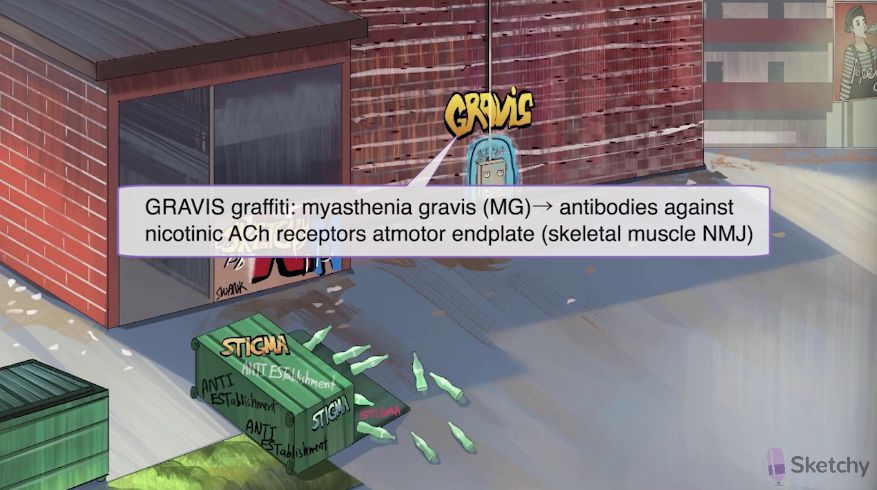 GRAVIS
GRAVIS graffiti: myasthenia gravis (MG)→ antibodies against
nicotinic ACh receptors atmotor endplate (skeletal muscle NMJ)
STIGMA
ANTI ESTABlishment
ANTI
ESTABlishment
STIGMA
STIGMA
ANTI
ESTABlishment
Sketchy